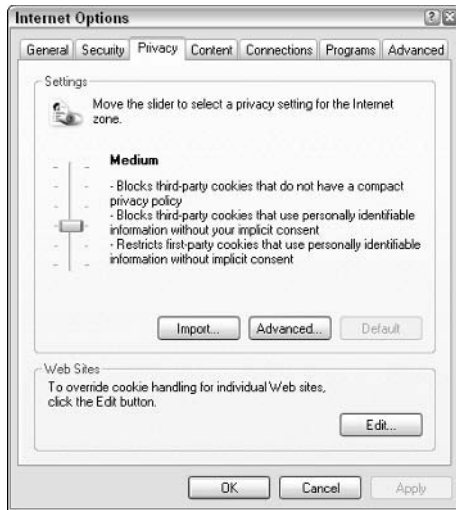 Internet Options
General Security Privacy Content Connections Programs Advanced
Settings
Move the slider to select a privacy setting for the Internet
zone.
Medium
- Blocks third-party cookies that do not have a compact
privacy policy
- Blocks third-party cookies that use personally identifiable
information without your implicit consent
- Restricts first-party cookies that use personally identifiable
information without implicit consent
Import... Advanced... Default
Web Sites
To override cookie handling for individual Web sites,
click the Edit button.
Edit...
OK Cancel Apply